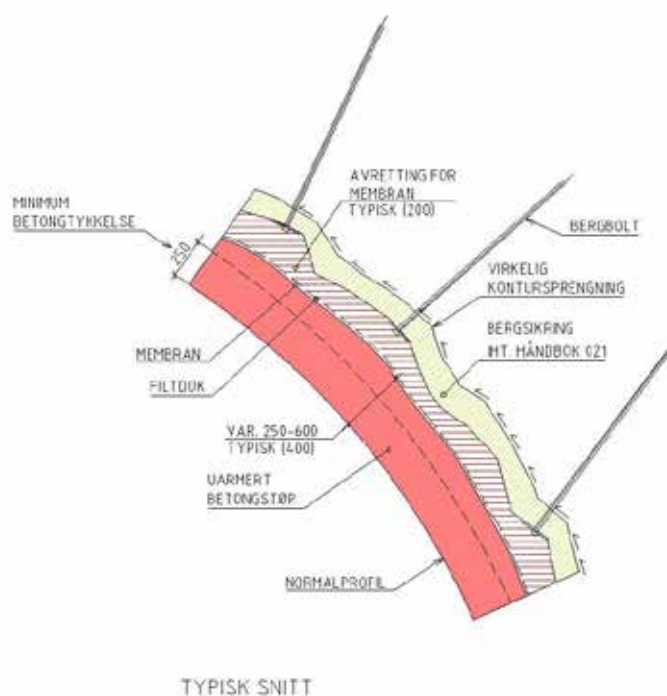 AVRETTING FOR
MEMBRAN
TYPISK (200)
MINIMUM
BETONGTYKKELSE
250
BERGBOLT
VIRKELIG
KONTURSPRENGNING
BERGSIKRING
IHT. HÅNDBOK 021
MEMBRAN
FILTDUK
VAR. 250-600
TYPISK (400)
UARMERT
BETONGSTØP
NORMALPROFIL
TYPISK SNITT